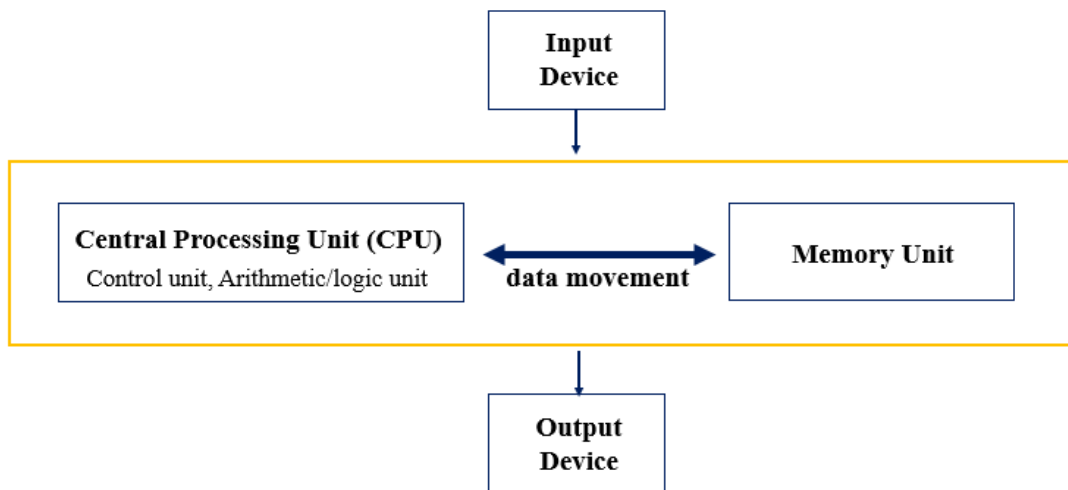 Input
Device
Central Processing Unit (CPU)
Control unit, Arithmetic/logic unit
data movement
Memory Unit
Output
Device